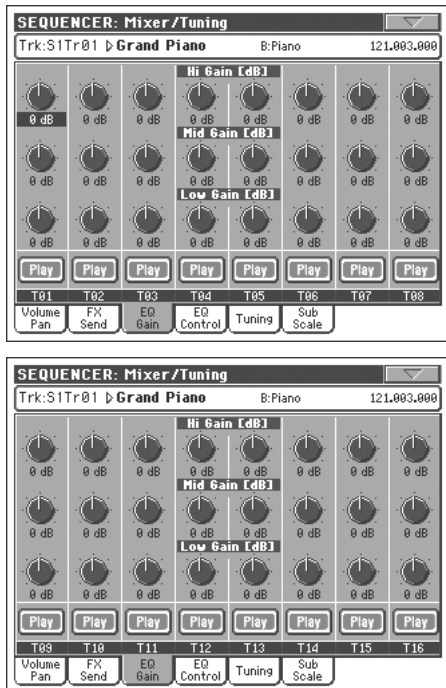 SEQUENCER: Mixer/Tuning
Trk:S1Tr01 ▷Grand Piano B:Piano 121.003.000
Hi Gain [dB]
0 dB 0 dB 0 dB 0 dB 0 dB 0 dB 0 dB 0 dB
Mid Gain [dB]
0 dB 0 dB 0 dB 0 dB 0 dB 0 dB 0 dB 0 dB
Low Gain [dB]
0 dB 0 dB 0 dB 0 dB 0 dB 0 dB 0 dB 0 dB
Play Play Play Play Play Play Play Play
T01 T02 T03 T04 T05 T06 T07 T08
Volume FX EQ EQ Tuning Sub
Pan Send Gain Control Scale
SEQUENCER: Mixer/Tuning
Trk:S1Tr01 ▷Grand Piano B:Piano 121.003.000
Hi Gain [dB]
0 dB 0 dB 0 dB 0 dB 0 dB 0 dB 0 dB 0 dB
Mid Gain [dB]
0 dB 0 dB 0 dB 0 dB 0 dB 0 dB 0 dB 0 dB
Low Gain [dB]
0 dB 0 dB 0 dB 0 dB 0 dB 0 dB 0 dB 0 dB
Play Play Play Play Play Play Play Play
T09 T10 T11 T12 T13 T14 T15 T16
Volume FX EQ EQ Tuning Sub
Pan Send Gain Control Scale